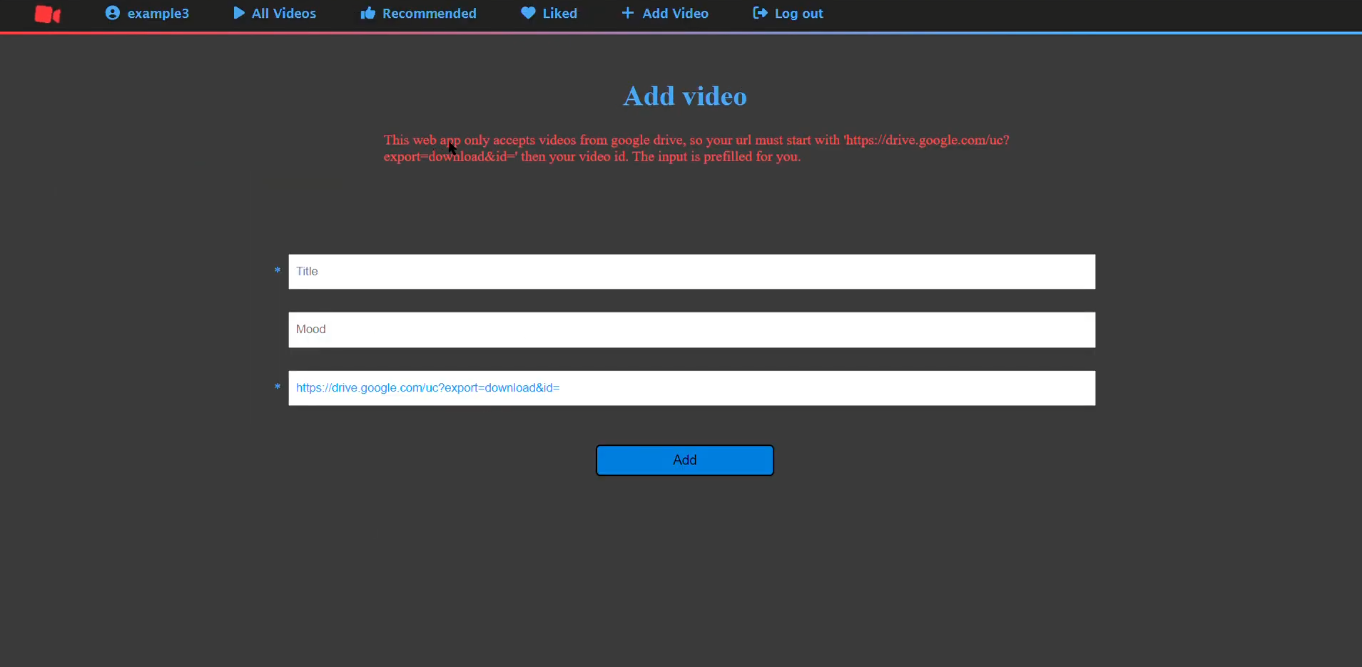 example3 All Videos Recommended Liked Add Video Log out
Add video
This web app only accepts videos from google drive, so your url must start with 'https://drive.google.com/uc?
export=download&id=' then your video id. The input is prefilled for you.
* Title
Mood
* https://drive.google.com/uc?export=download&id=
Add